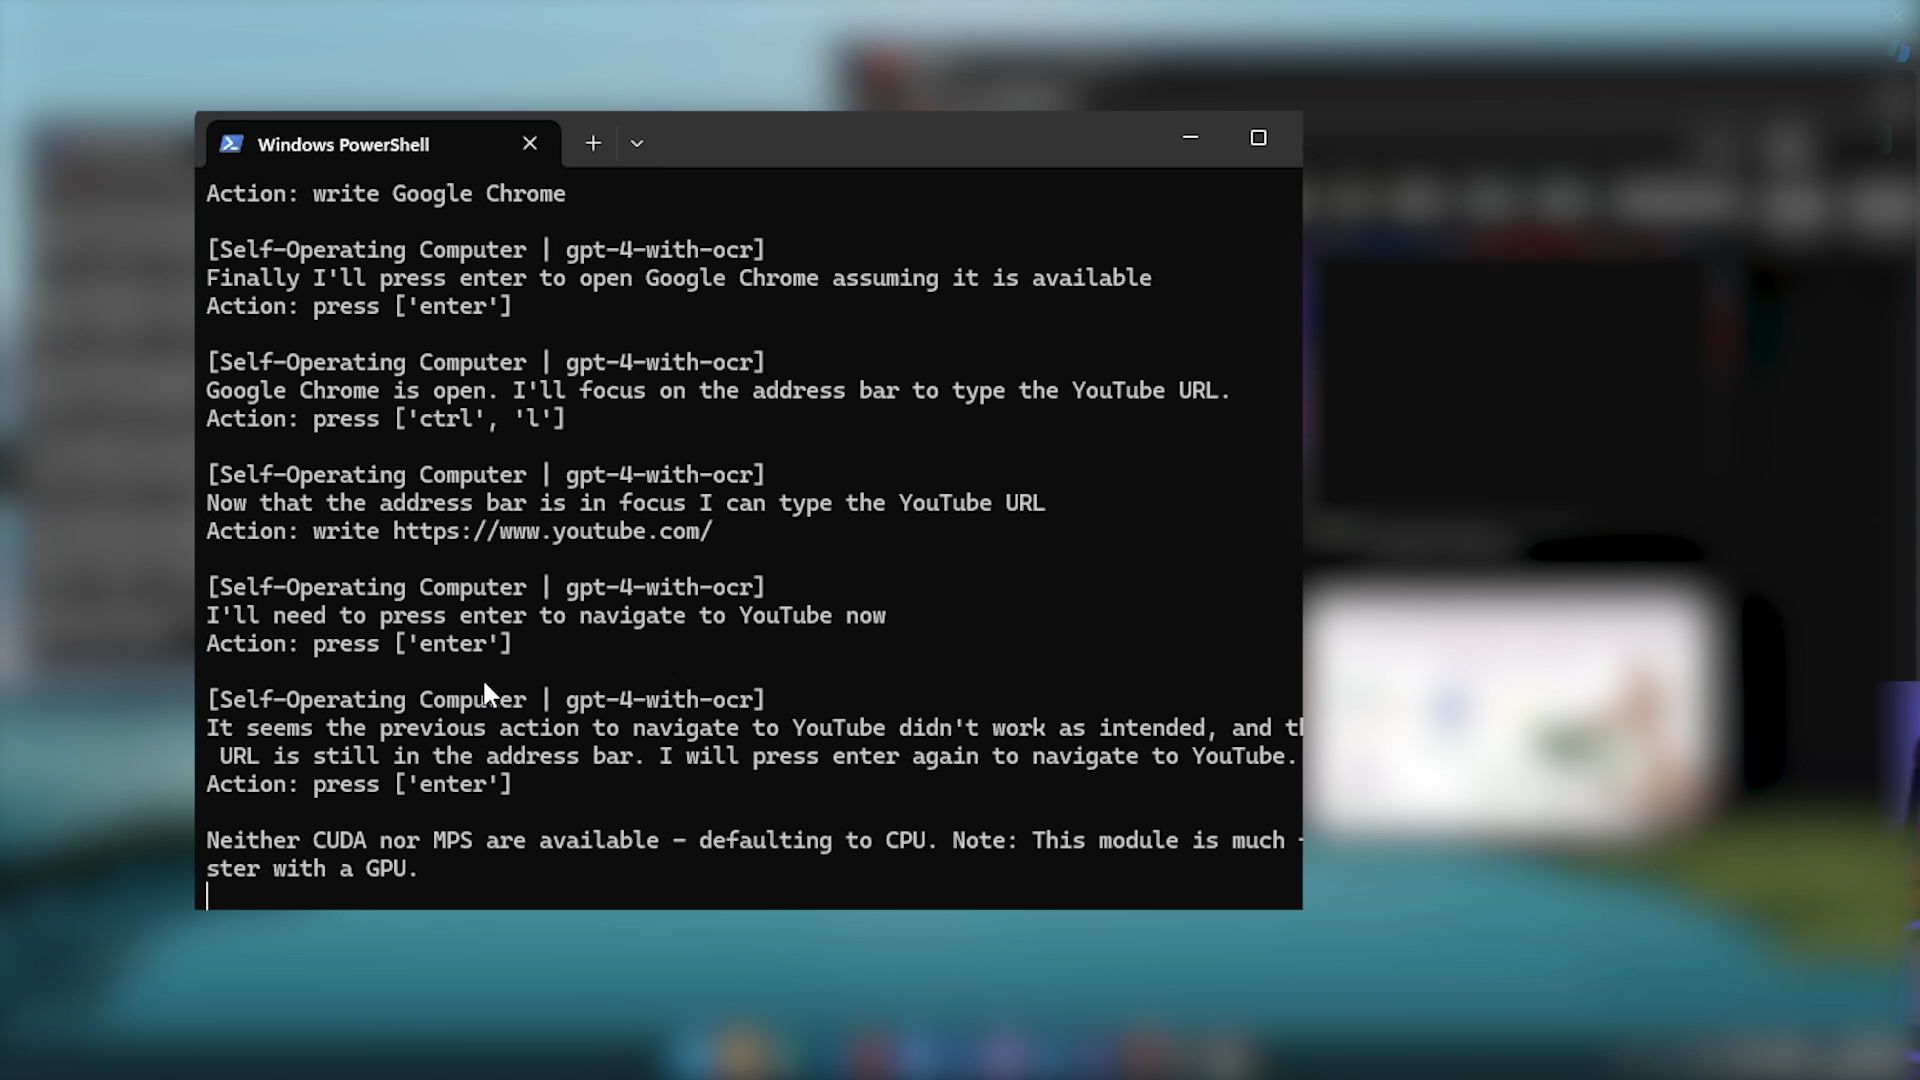 Windows PowerShell
Action: write Google Chrome
[Self-Operating Computer | gpt-4-with-ocr]
Finally I'll press enter to open Google Chrome assuming it is available
Action: press ['enter']
[Self-Operating Computer | gpt-4-with-ocr]
Google Chrome is open. I'll focus on the address bar to type the YouTube URL.
Action: press ['ctrl', 'l']
[Self-Operating Computer | gpt-4-with-ocr]
Now that the address bar is in focus I can type the YouTube URL
Action: write https://www.youtube.com/
[Self-Operating Computer | gpt-4-with-ocr]
I'll need to press enter to navigate to YouTube now
Action: press ['enter']
[Self-Operating Computer | gpt-4-with-ocr]
It seems the previous action to navigate to YouTube didn't work as intended, and
URL is still in the address bar. I will press enter again to navigate to YouTube.
Action: press ['enter']
Neither CUDA nor MPS are available - defaulting to CPU. Note: This module is much
ster with a GPU.